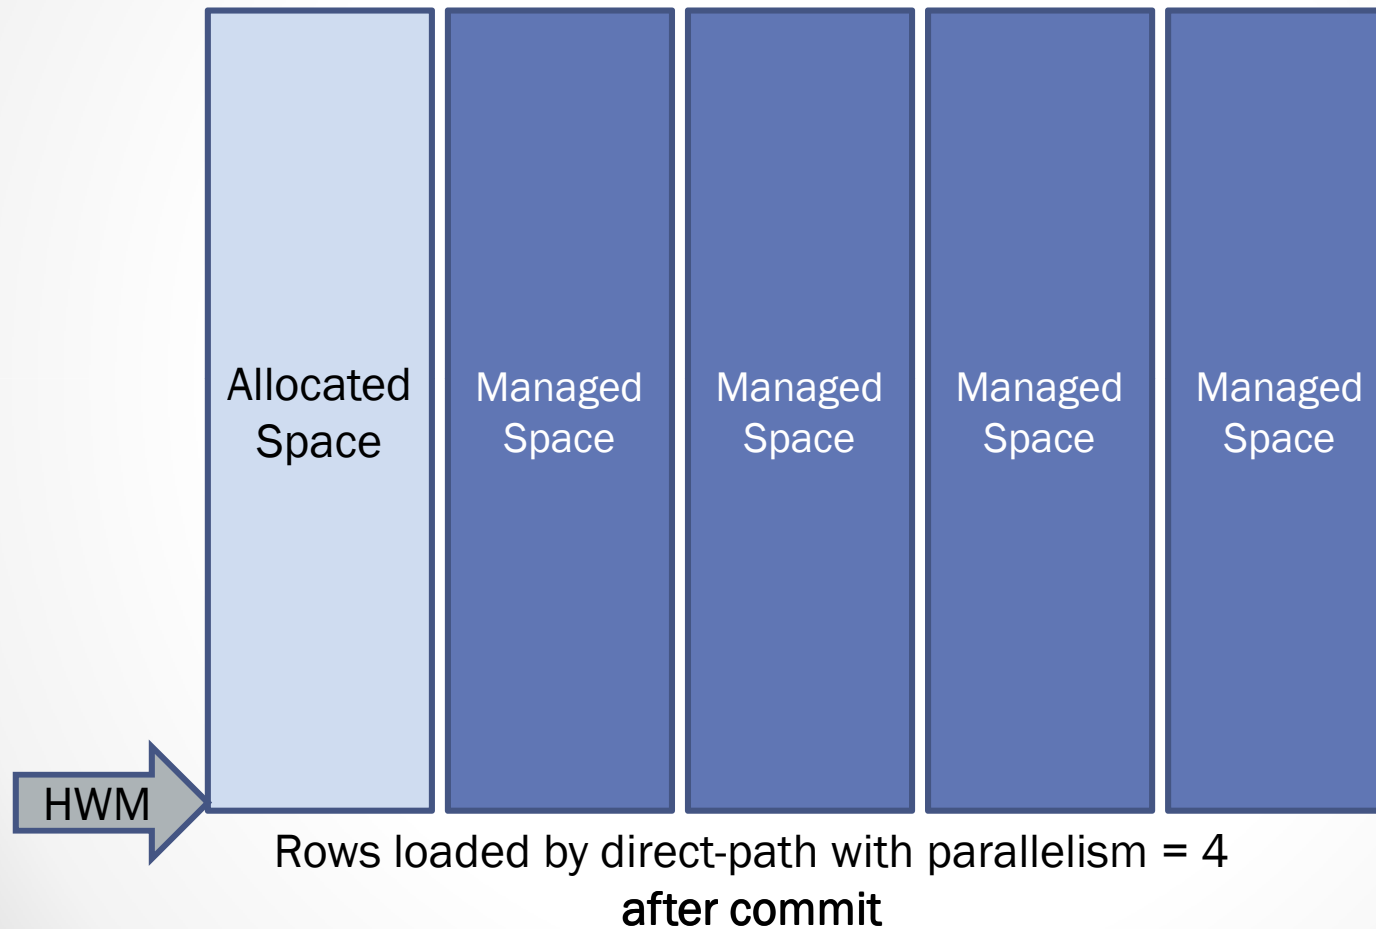 Allocated
Space
Managed
Space
Managed
Space
Managed
Space
Managed
Space
HWM
Rows loaded by direct-path with parallelism = 4
after commit